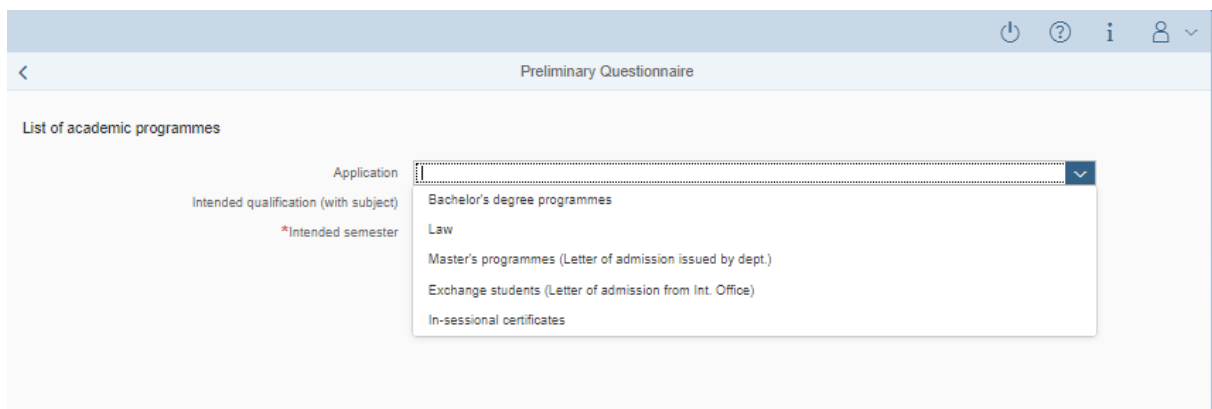 Preliminary Questionnaire
List of academic programmes
Application
Intended qualification (with subject)
*Intended semester
Bachelor's degree programmes
Law
Master's programmes (Letter of admission issued by dept.)
Exchange students (Letter of admission from Int. Office)
In-sessional certificates